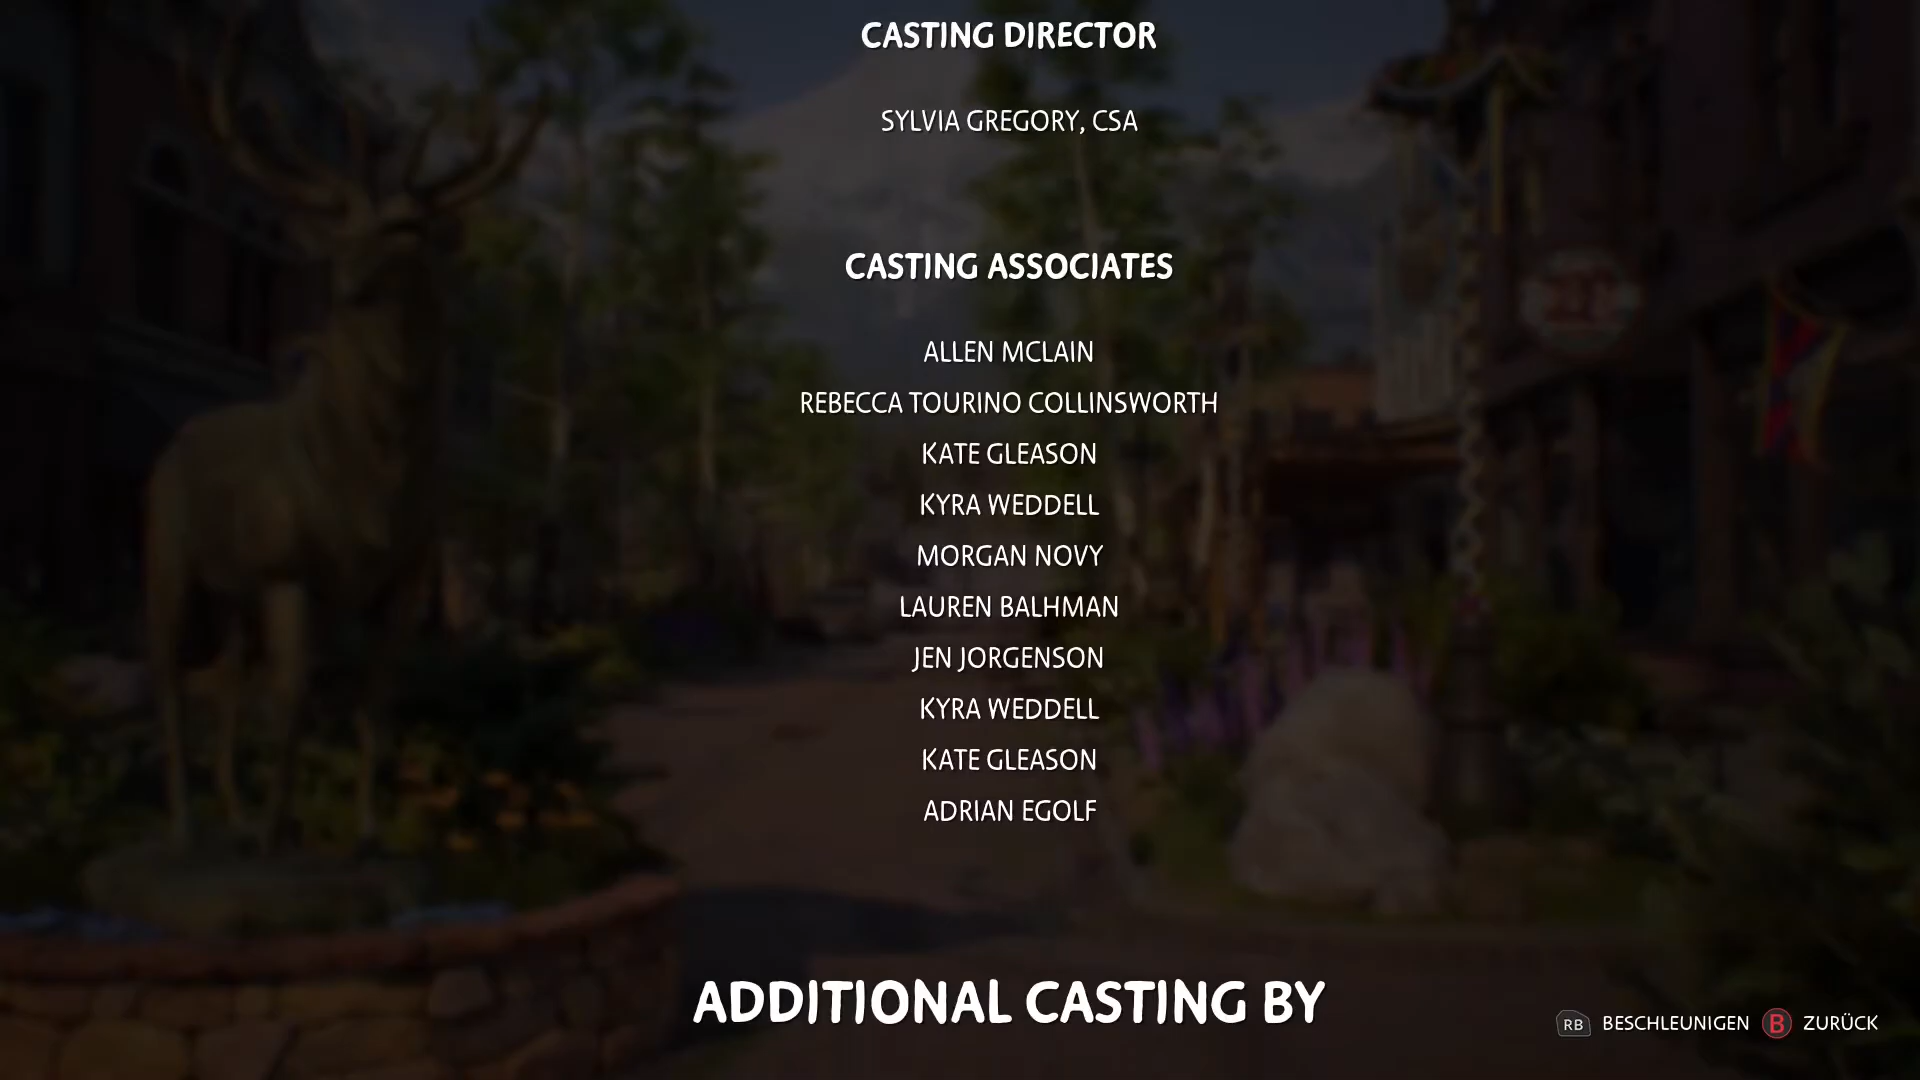 CASTING DIRECTOR
SYLVIA GREGORY, CSA
CASTING ASSOCIATES
ALLEN MCLAIN
REBECCA TOURINO COLLINSWORTH
KATE GLEASON
KYRA WEDDELL
MORGAN NOVY
LAUREN BALHMAN
JEN JORGENSON
KYRA WEDDELL
KATE GLEASON
ADRIAN EGOLF
ADDITIONAL CASTING BY
RB BESCHLEUNIGEN B ZURÜCK